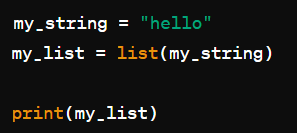 my_string = "hello"
my_list = list(my_string)
print(my_list)